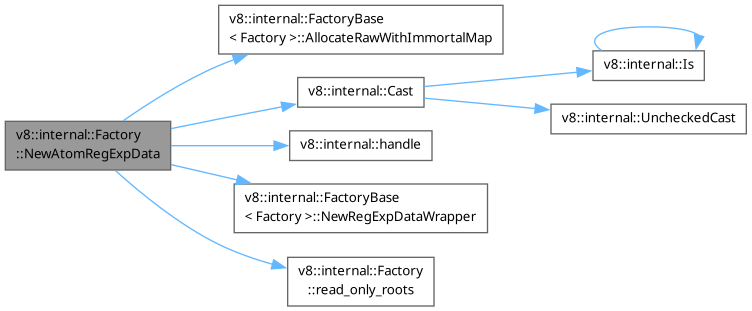 v8::internal::FactoryBase
< Factory >::AllocateRawWithImmortalMap
v8::internal::Is
v8::internal::Cast
v8::internal::UncheckedCast
v8::internal::Factory
::NewAtomRegExpData
v8::internal::handle
v8::internal::FactoryBase
< Factory >::NewRegExpDataWrapper
v8::internal::Factory
::read_only_roots